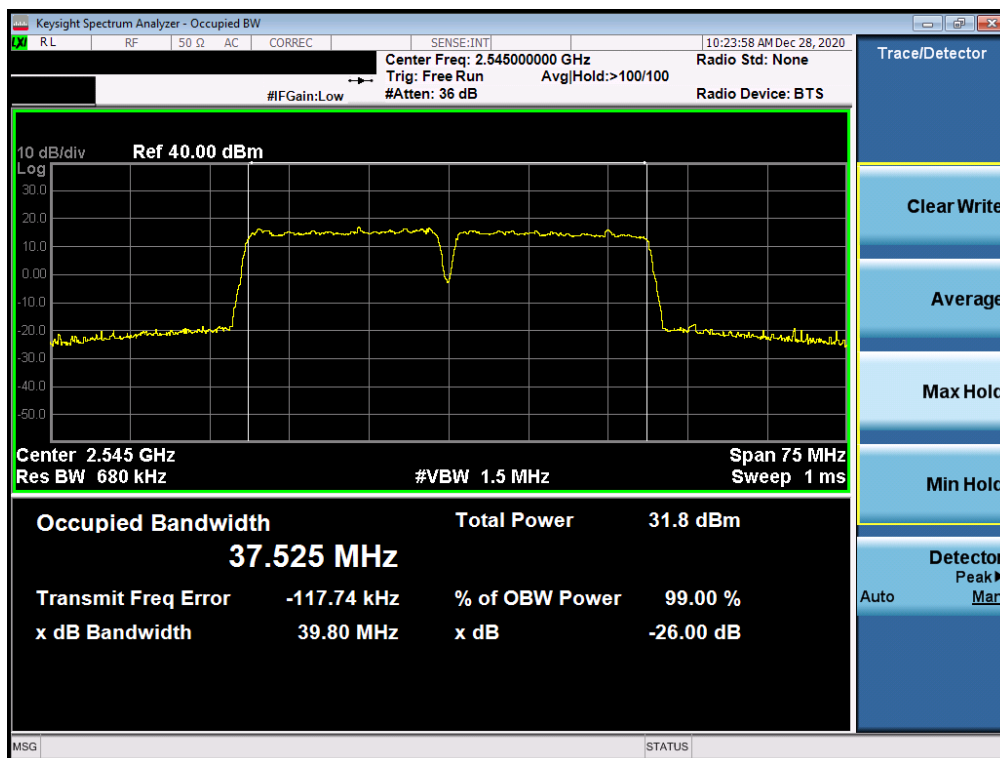 Keysight Spectrum Analyzer - Occupied BW
LXI RL RF 50 Ω AC CORREC SENSE:INT 10:23:58 AM Dec 28, 2020
Center Freq: 2.545000000 GHz Radio Std: None
Trig: Free Run Avg|Hold:>100/100
#IFGain:Low #Atten: 36 dB Radio Device: BTS
Trace/Detector
10 dB/div Ref 40.00 dBm
Log
30.0
20.0
10.0
0.00
-10.0
-20.0
-30.0
-40.0
-50.0
Center 2.545 GHz Span 75 MHz
Res BW 680 kHz #VBW 1.5 MHz Sweep 1 ms
Clear Write
Average
Max Hold
Min Hold
Detector
Peak
Auto Man
Occupied Bandwidth Total Power 31.8 dBm
37.525 MHz
Transmit Freq Error -117.74 kHz % of OBW Power 99.00 %
x dB Bandwidth 39.80 MHz x dB -26.00 dB
MSG STATUS